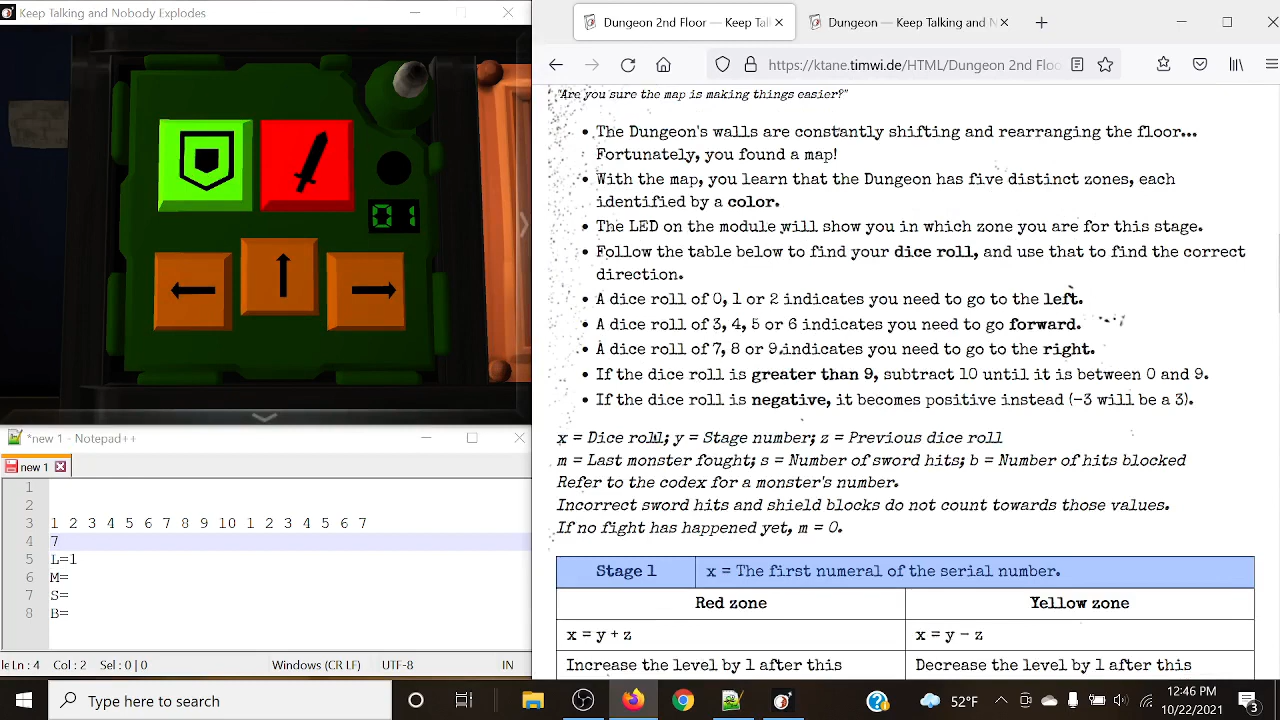 Keep Talking and Nobody Explodes
01
*new 1 - Notepad++
new 1
1
2
3 1 2 3 4 5 6 7 8 9 10 1 2 3 4 5 6 7
4 7
5 L=1
6 M=
7 S=
8 B=
le Ln : 4 Col : 2 Sel : 0 | 0 Windows (CR LF) UTF-8 IN
Dungeon 2nd Floor — Keep Talki
Dungeon — Keep Talking and N
https://ktane.timwi.de/HTML/Dungeon 2nd Floo
"Are you sure the map is making things easier?"
• The Dungeon's walls are constantly shifting and rearranging the floor...
Fortunately, you found a map!
• With the map, you learn that the Dungeon has five distinct zones, each
identified by a color.
• The LED on the module will show you in which zone you are for this stage.
• Follow the table below to find your dice roll, and use that to find the correct
direction.
• A dice roll of 0, 1 or 2 indicates you need to go to the left.
• A dice roll of 3, 4, 5 or 6 indicates you need to go forward.
• A dice roll of 7, 8 or 9 indicates you need to go to the right.
• If the dice roll is greater than 9, subtract 10 until it is between 0 and 9.
• If the dice roll is negative, it becomes positive instead (-3 will be a 3).
x = Dice roll; y = Stage number; z = Previous dice roll
m = Last monster fought; s = Number of sword hits; b = Number of hits blocked
Refer to the codex for a monster's number.
Incorrect sword hits and shield blocks do not count towards those values.
If no fight has happened yet, m = 0.
Stage 1 x = The first numeral of the serial number.
Red zone Yellow zone
x = y + z x = y − z
Increase the level by 1 after this Decrease the level by 1 after this
Type here to search
52°F
12:46 PM
10/22/2021
3